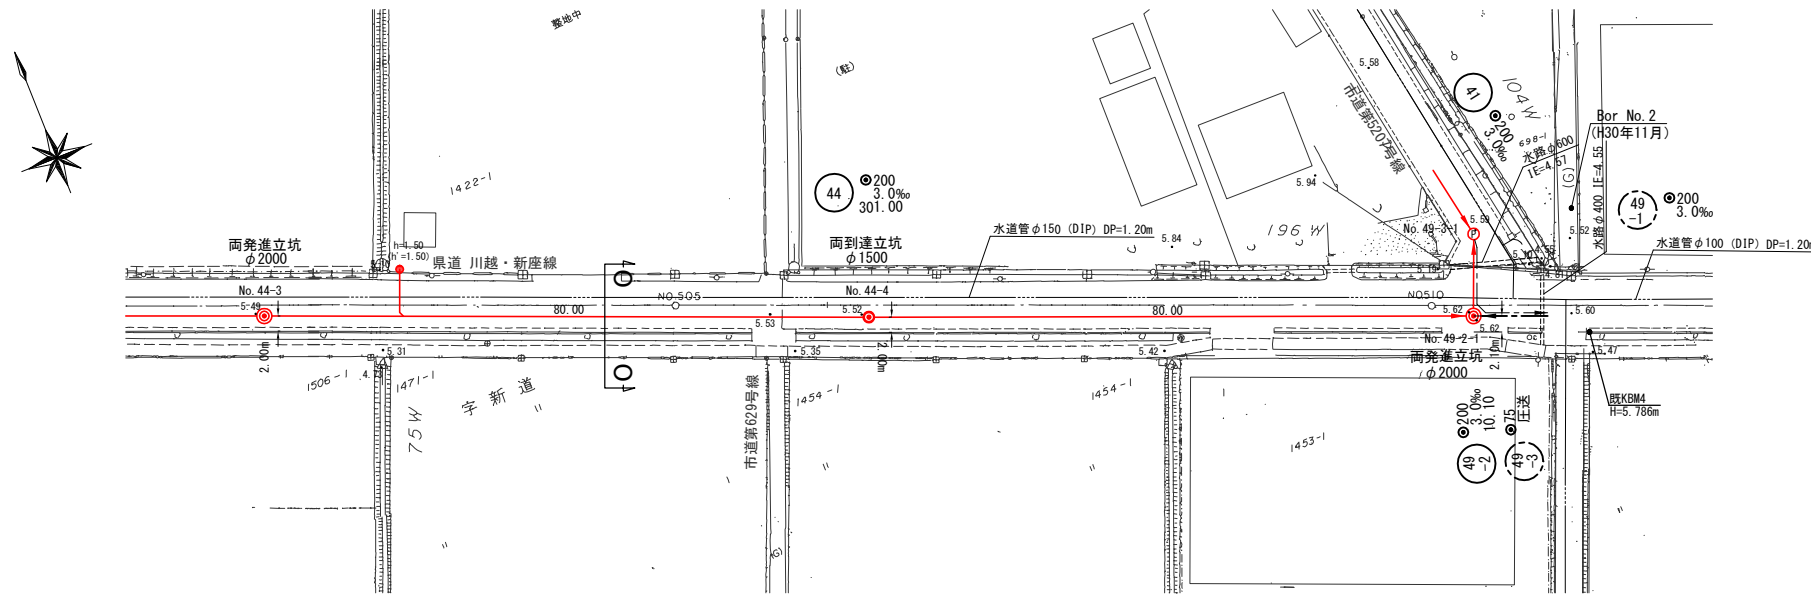 整地中
(駐)
1422-1
44
200
3.0‰
301.00
両発進立坑
φ2000
h=1.50
(h'=1.50)
県道 川越・新座線
両到達立坑
φ1500
水道管φ150 (DIP) DP=1.20m
5.94
5.84
196 W
5.58
市道第5207号線
41
200
3.0‰
104W
698-1
水路φ600
IE=4.57
Bor No.2
(H30年11月)
(G)
水路φ400 IE=4.55
49
-1
200
3.0‰
5.52
5.59
No.49-3-1
P
5.19
水道管φ100 (DIP) DP=1.20m
No.44-3
5.49
80.00
NO.505
No.44-4
5.52
5.53
80.00
NO510
5.62
5.62
5.60
No.49-2-1
両発進立坑
φ2000
2.10m
5.47
2.00m
5.31
5.35
2.00m
5.42
1506-1
1471-1
75W
字新道
市道第629号線
1454-1
1454-1
1453-1
既KBM4
H=5.786m
200
3.0‰
10.10
49
-2
75
圧送
49
-3
(G)